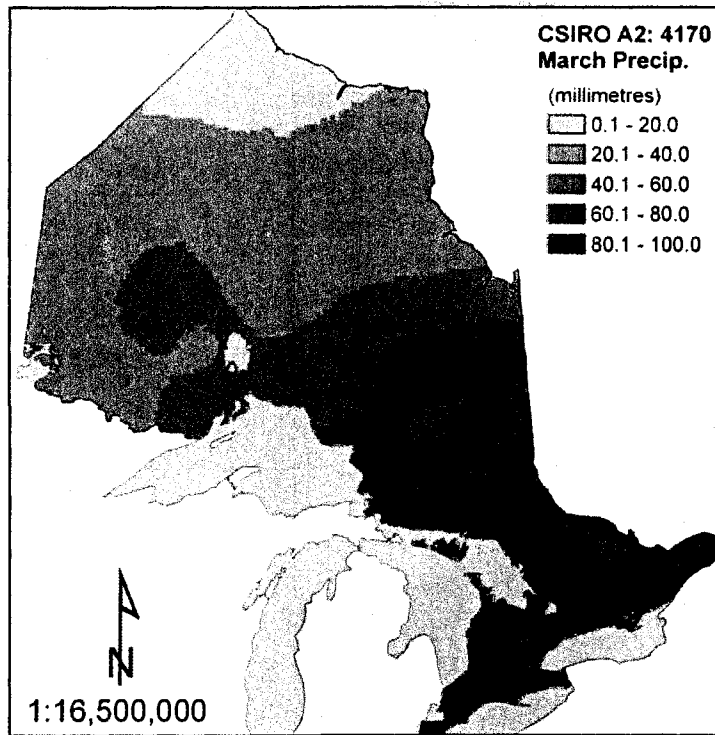 CSIRO A2: 4170
March Precip.
(millimetres)
0.1 - 20.0
20.1 - 40.0
40.1 - 60.0
60.1 - 80.0
80.1 - 100.0
N
1:16,500,000